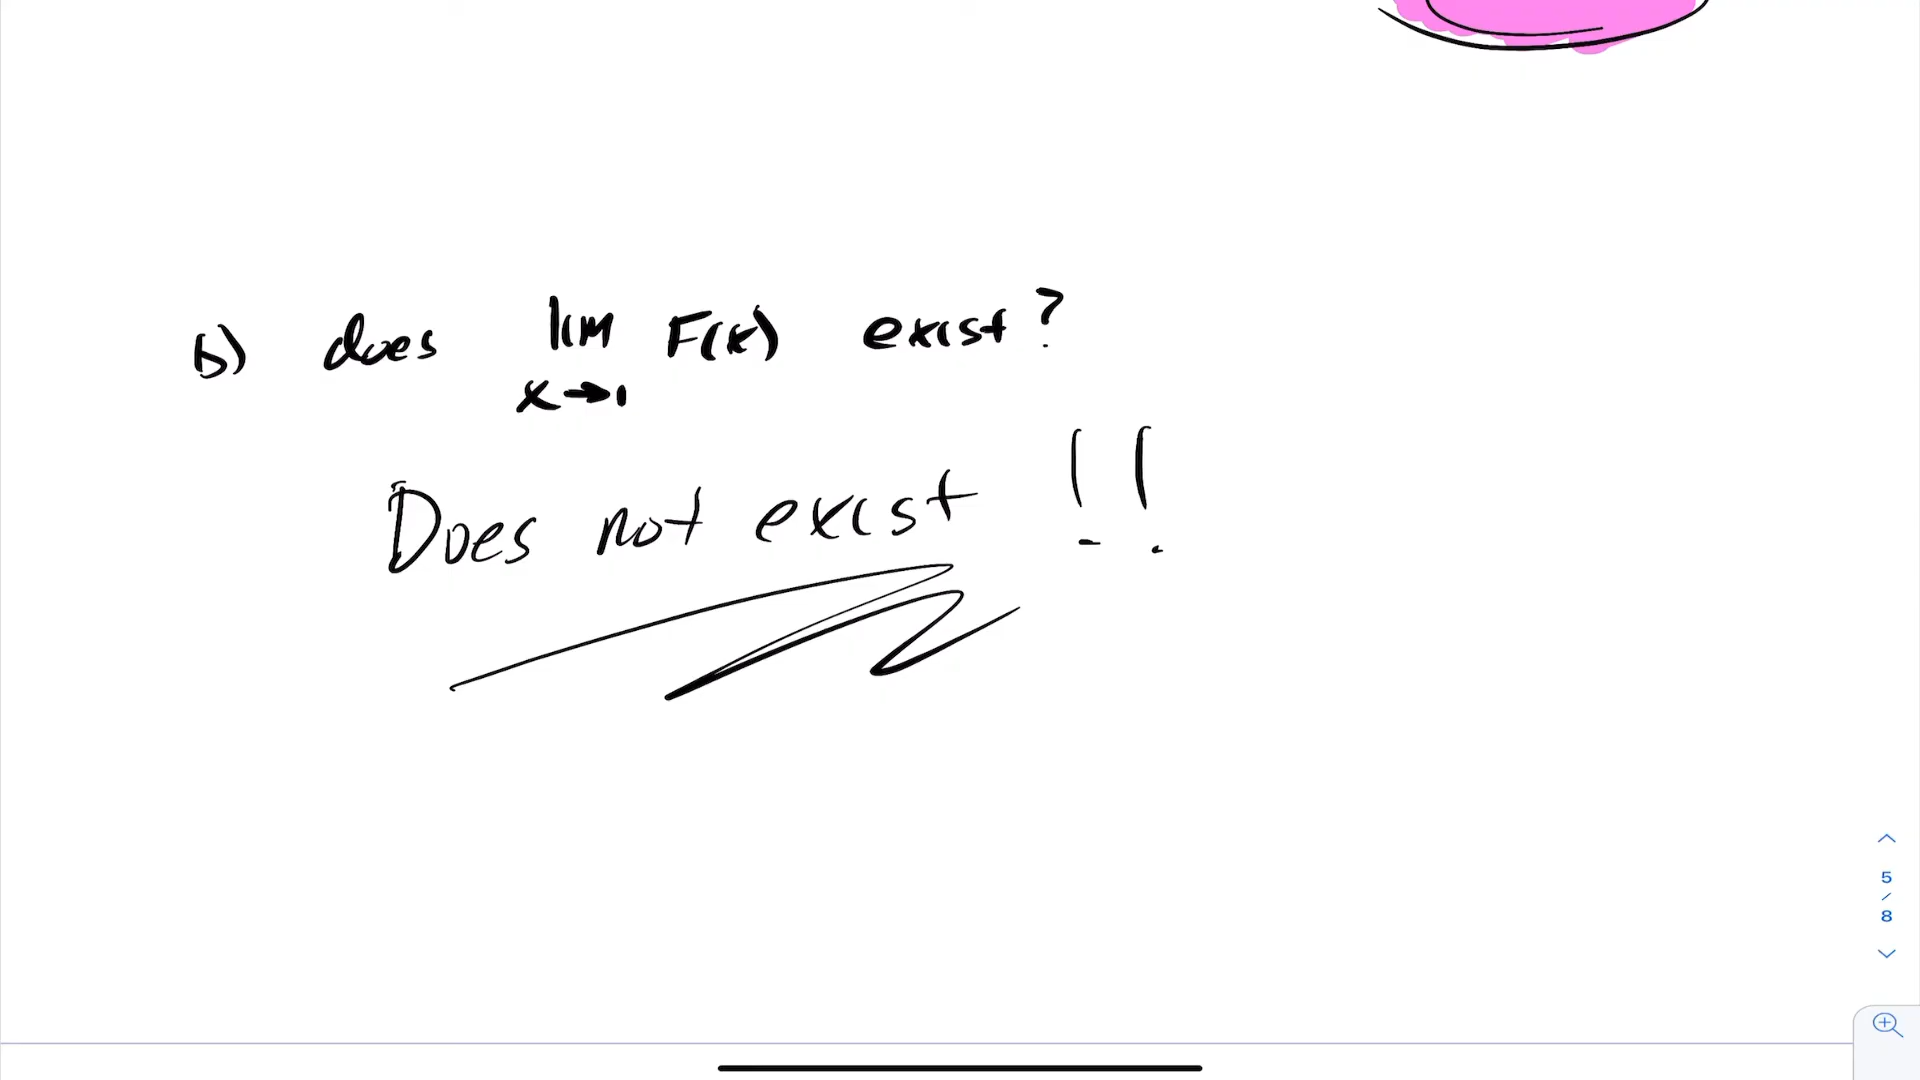 b) does lim F(x) exist?
x→1
Does not exist !!
5
/
8